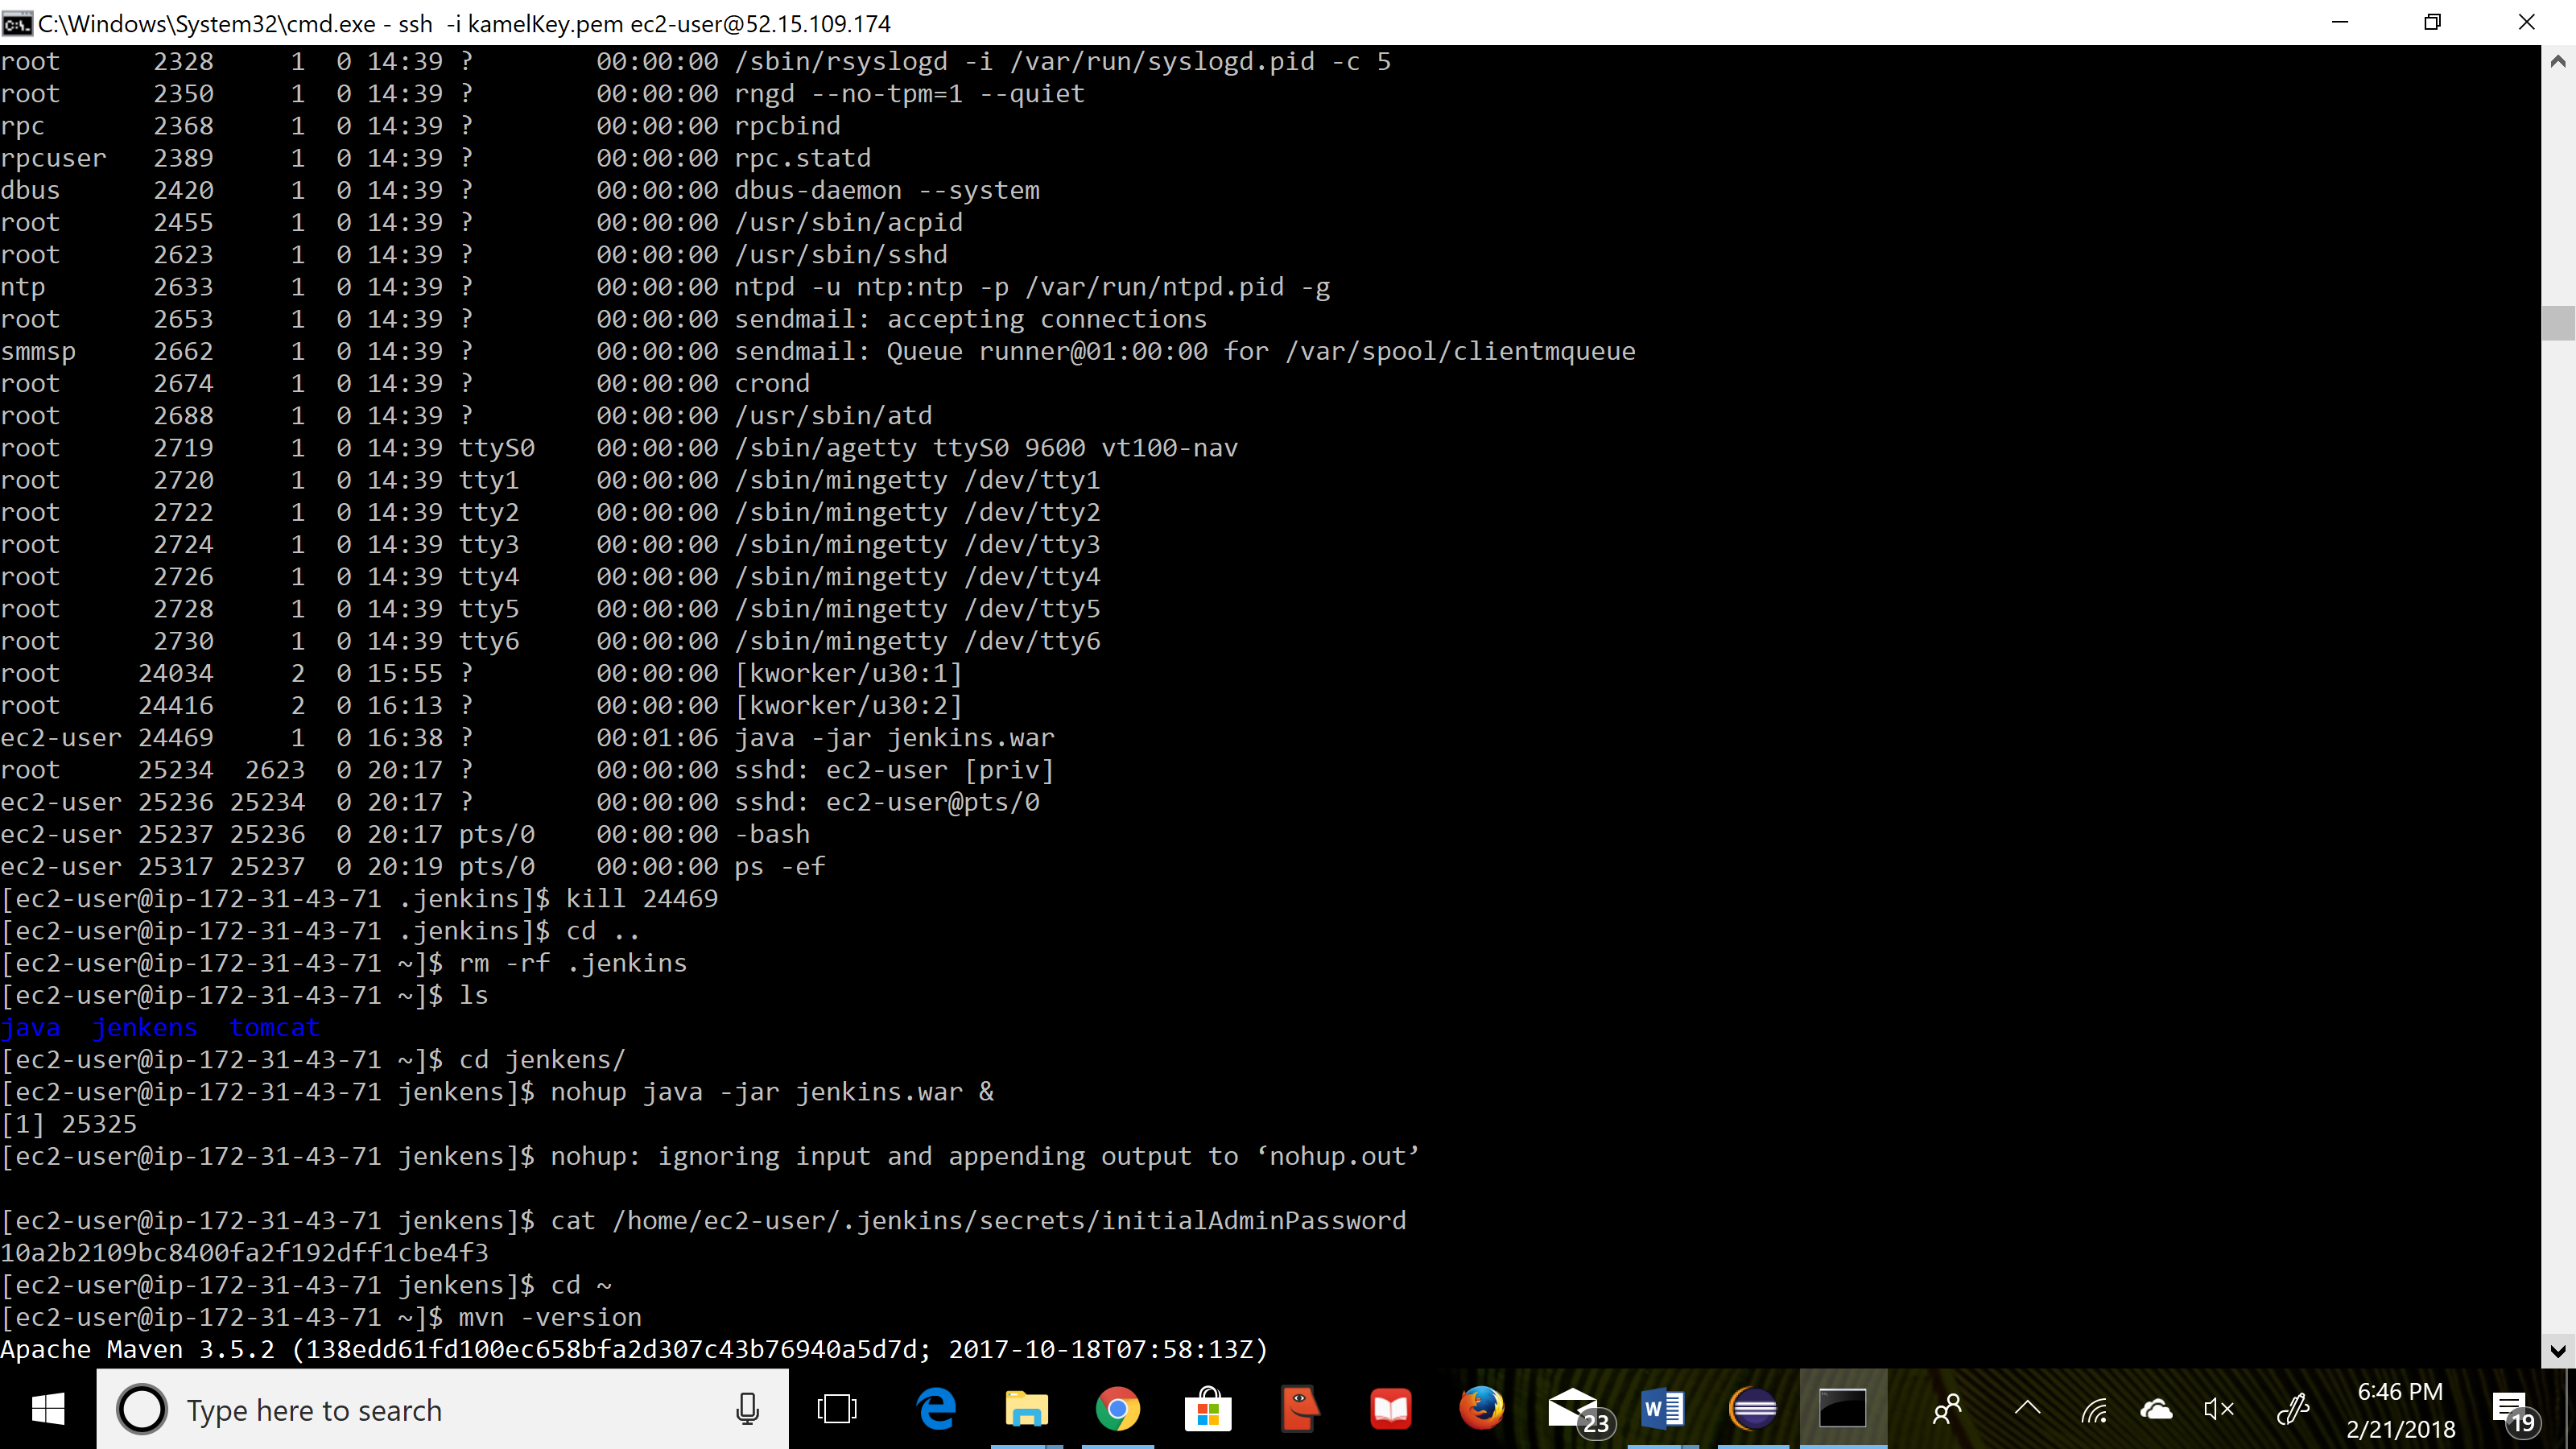 C:\Windows\System32\cmd.exe - ssh  -i kamelKey.pem ec2-user@52.15.109.174
root      2328     1  0 14:39 ?        00:00:00 /sbin/rsyslogd -i /var/run/syslogd.pid -c 5
root      2350     1  0 14:39 ?        00:00:00 rngd --no-tpm=1 --quiet
rpc       2368     1  0 14:39 ?        00:00:00 rpcbind
rpcuser   2389     1  0 14:39 ?        00:00:00 rpc.statd
dbus      2420     1  0 14:39 ?        00:00:00 dbus-daemon --system
root      2455     1  0 14:39 ?        00:00:00 /usr/sbin/acpid
root      2623     1  0 14:39 ?        00:00:00 /usr/sbin/sshd
ntp       2633     1  0 14:39 ?        00:00:00 ntpd -u ntp:ntp -p /var/run/ntpd.pid -g
root      2653     1  0 14:39 ?        00:00:00 sendmail: accepting connections
smmsp     2662     1  0 14:39 ?        00:00:00 sendmail: Queue runner@01:00:00 for /var/spool/clientmqueue
root      2674     1  0 14:39 ?        00:00:00 crond
root      2688     1  0 14:39 ?        00:00:00 /usr/sbin/atd
root      2719     1  0 14:39 ttyS0    00:00:00 /sbin/agetty ttyS0 9600 vt100-nav
root      2720     1  0 14:39 tty1     00:00:00 /sbin/mingetty /dev/tty1
root      2722     1  0 14:39 tty2     00:00:00 /sbin/mingetty /dev/tty2
root      2724     1  0 14:39 tty3     00:00:00 /sbin/mingetty /dev/tty3
root      2726     1  0 14:39 tty4     00:00:00 /sbin/mingetty /dev/tty4
root      2728     1  0 14:39 tty5     00:00:00 /sbin/mingetty /dev/tty5
root      2730     1  0 14:39 tty6     00:00:00 /sbin/mingetty /dev/tty6
root     24034     2  0 15:55 ?        00:00:00 [kworker/u30:1]
root     24416     2  0 16:13 ?        00:00:00 [kworker/u30:2]
ec2-user 24469     1  0 16:38 ?        00:01:06 java -jar jenkins.war
root     25234  2623  0 20:17 ?        00:00:00 sshd: ec2-user [priv]
ec2-user 25236 25234  0 20:17 ?        00:00:00 sshd: ec2-user@pts/0
ec2-user 25237 25236  0 20:17 pts/0    00:00:00 -bash
ec2-user 25317 25237  0 20:19 pts/0    00:00:00 ps -ef
[ec2-user@ip-172-31-43-71 .jenkins]$ kill 24469
[ec2-user@ip-172-31-43-71 .jenkins]$ cd ..
[ec2-user@ip-172-31-43-71 ~]$ rm -rf .jenkins
[ec2-user@ip-172-31-43-71 ~]$ ls
java  jenkens  tomcat
[ec2-user@ip-172-31-43-71 ~]$ cd jenkens/
[ec2-user@ip-172-31-43-71 jenkens]$ nohup java -jar jenkins.war &
[1] 25325
[ec2-user@ip-172-31-43-71 jenkens]$ nohup: ignoring input and appending output to ‘nohup.out’
[ec2-user@ip-172-31-43-71 jenkens]$ cat /home/ec2-user/.jenkins/secrets/initialAdminPassword
10a2b2109bc8400fa2f192dff1cbe4f3
[ec2-user@ip-172-31-43-71 jenkens]$ cd ~
[ec2-user@ip-172-31-43-71 ~]$ mvn -version
Apache Maven 3.5.2 (138edd61fd100ec658bfa2d307c43b76940a5d7d; 2017-10-18T07:58:13Z)
Type here to search
23
6:46 PM
2/21/2018
19